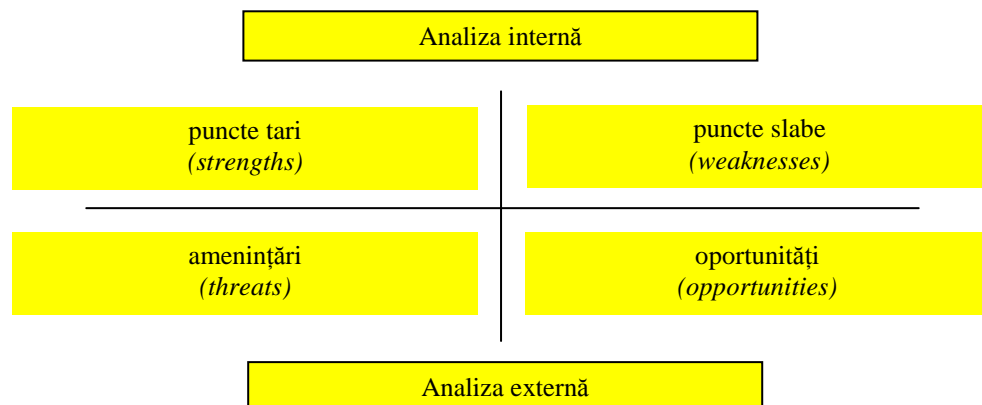 Analiza internă
puncte tari
(strengths)
puncte slabe
(weaknesses)
amenințări
(threats)
oportunități
(opportunities)
Analiza externă